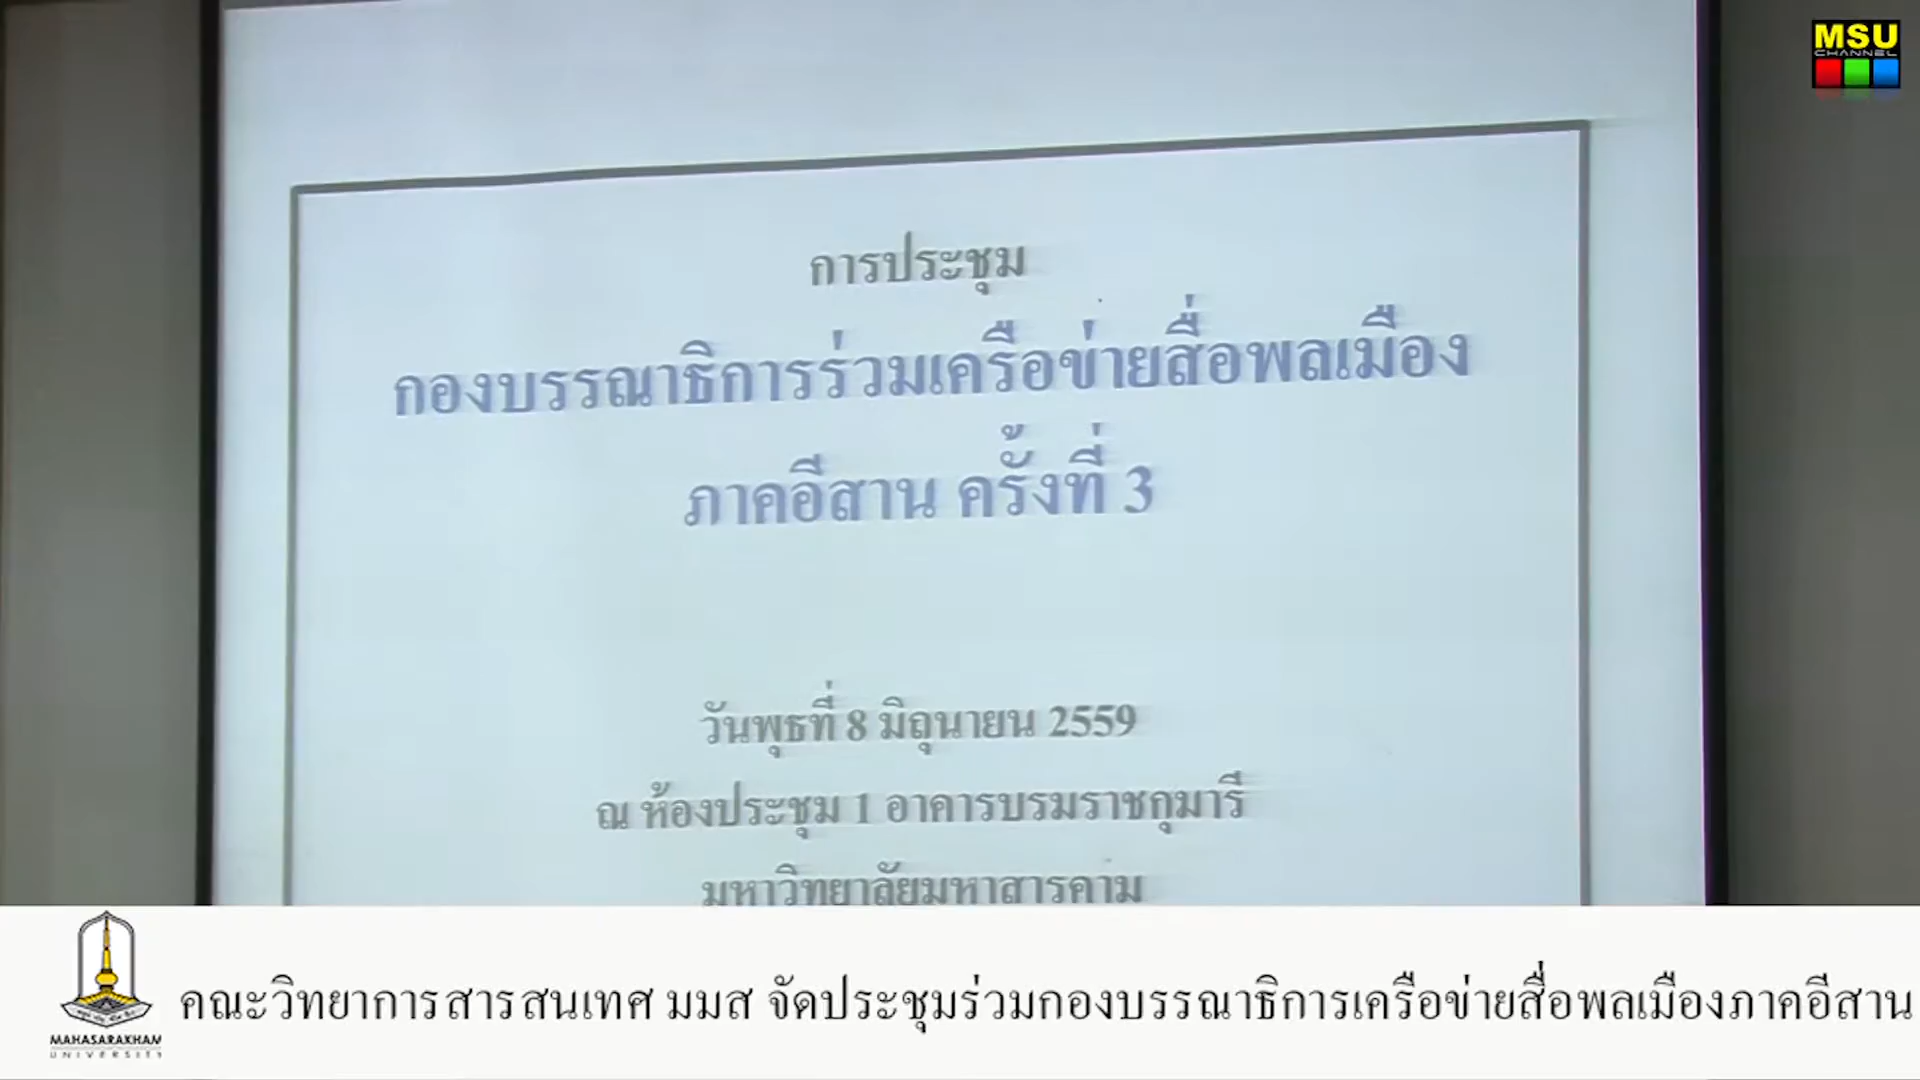 MSU
CHANNEL
การประชุม
กองบรรณาธิการร่วมเครือข่ายสื่อพลเมือง
ภาคอีสาน ครั้งที่ 3
วันพุธที่ 8 มิถุนายน 2559
ณ ห้องประชุม 1 อาคารบรมราชกุมารี
มหาวิทยาลัยมหาสารคาม
คณะวิทยาการสารสนเทศ มมส จัดประชุมร่วมกองบรรณาธิการเครือข่ายสื่อพลเมืองภาคอีสาน
MAHASARAKHAM
UNIVERSITY